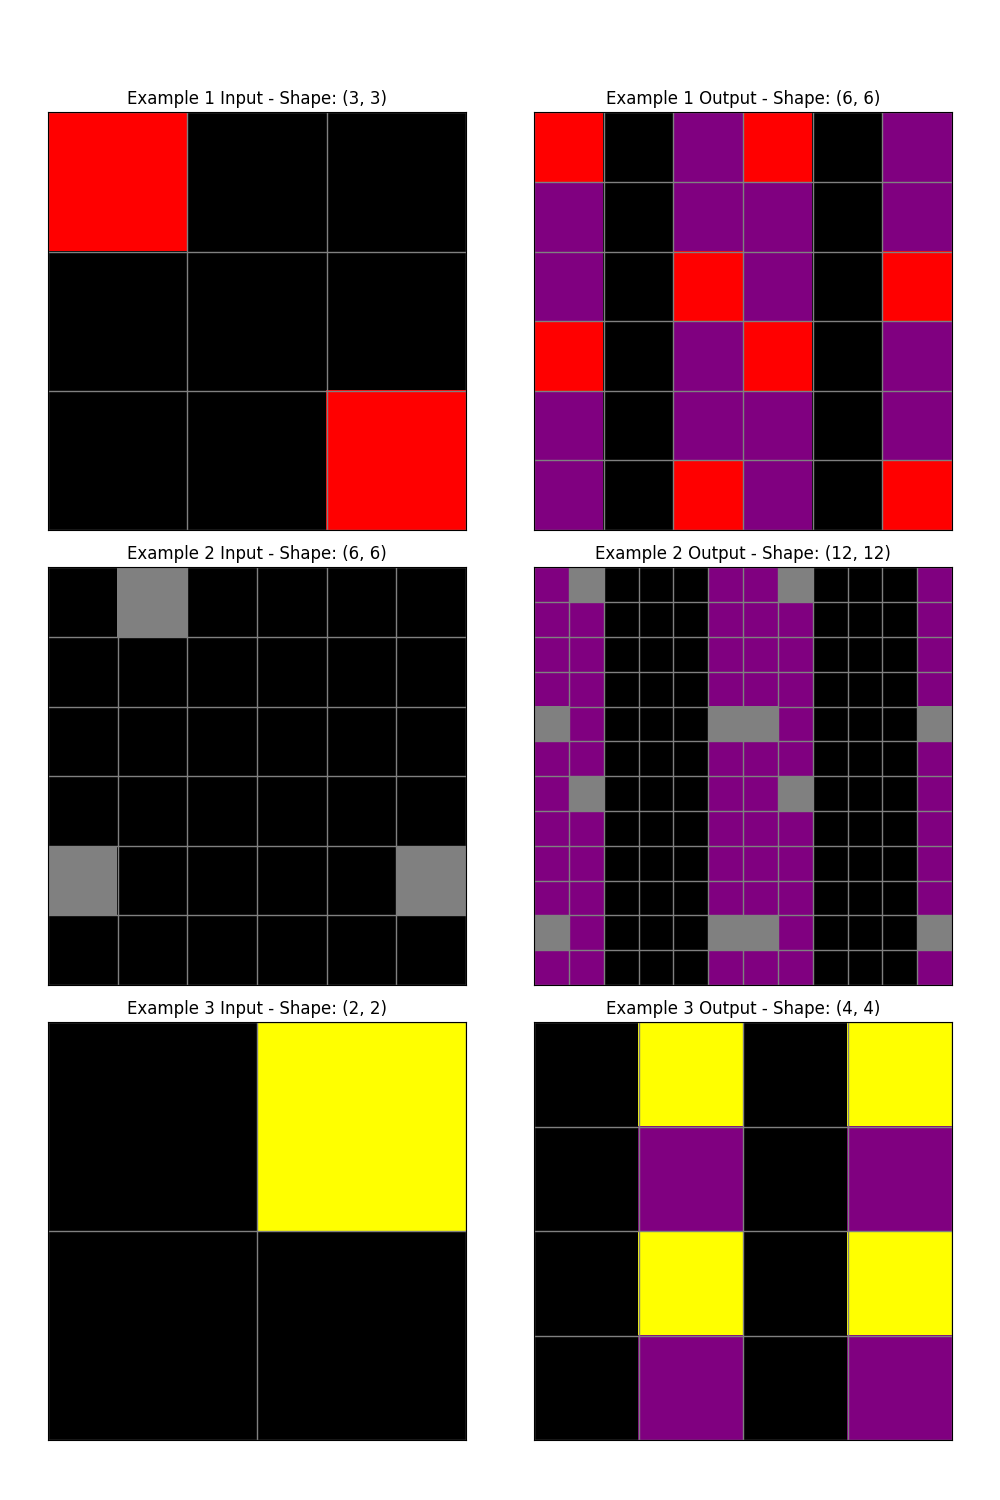 Example 1 Input - Shape: (3, 3)
Example 1 Output - Shape: (6, 6)
Example 2 Input - Shape: (6, 6)
Example 2 Output - Shape: (12, 12)
Example 3 Input - Shape: (2, 2)
Example 3 Output - Shape: (4, 4)